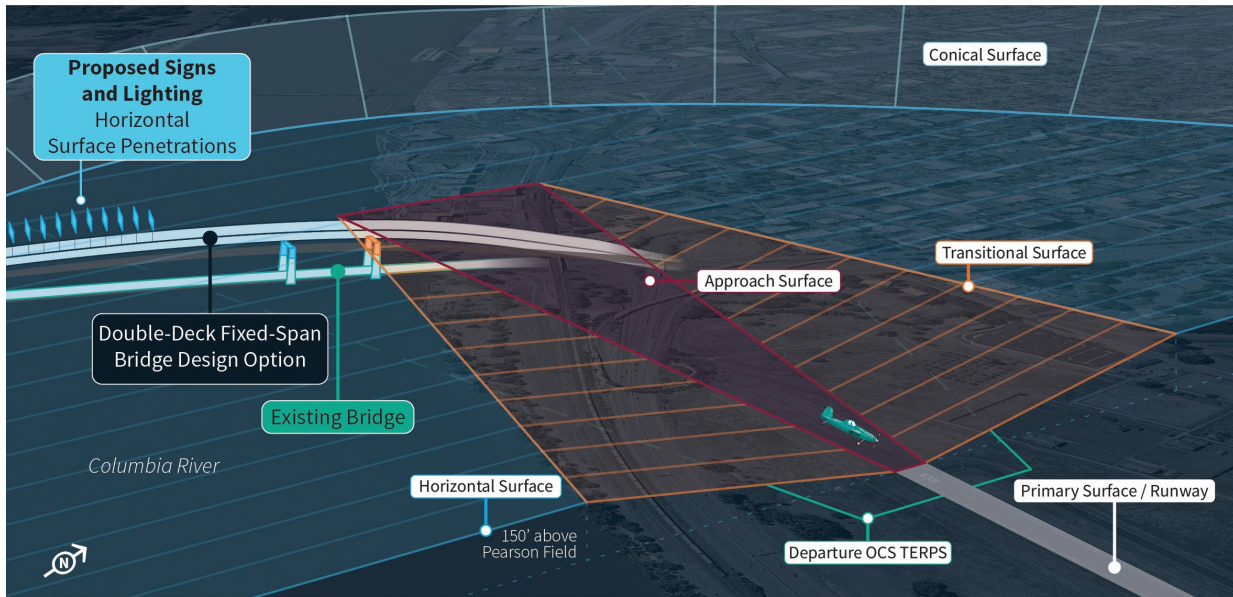 Proposed Signs
and Lighting
Horizontal
Surface Penetrations
Conical Surface
Transitional Surface
Approach Surface
Double-Deck Fixed-Span
Bridge Design Option
Existing Bridge
Columbia River
Horizontal Surface
150’ above
Pearson Field
Primary Surface / Runway
Departure OCS TERPS
N